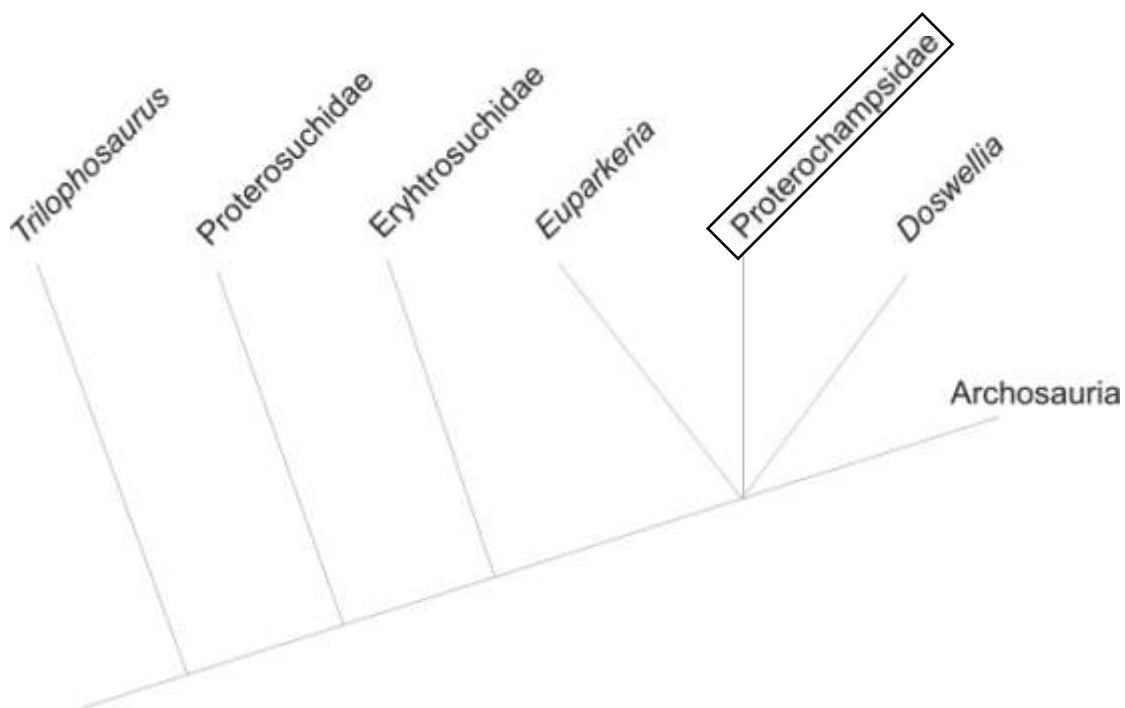 Trilophosaurus
Proterosuchidae
Eryhtrosuchidae
Euparkeria
Proterochampsidae
Doswellia
Archosauria